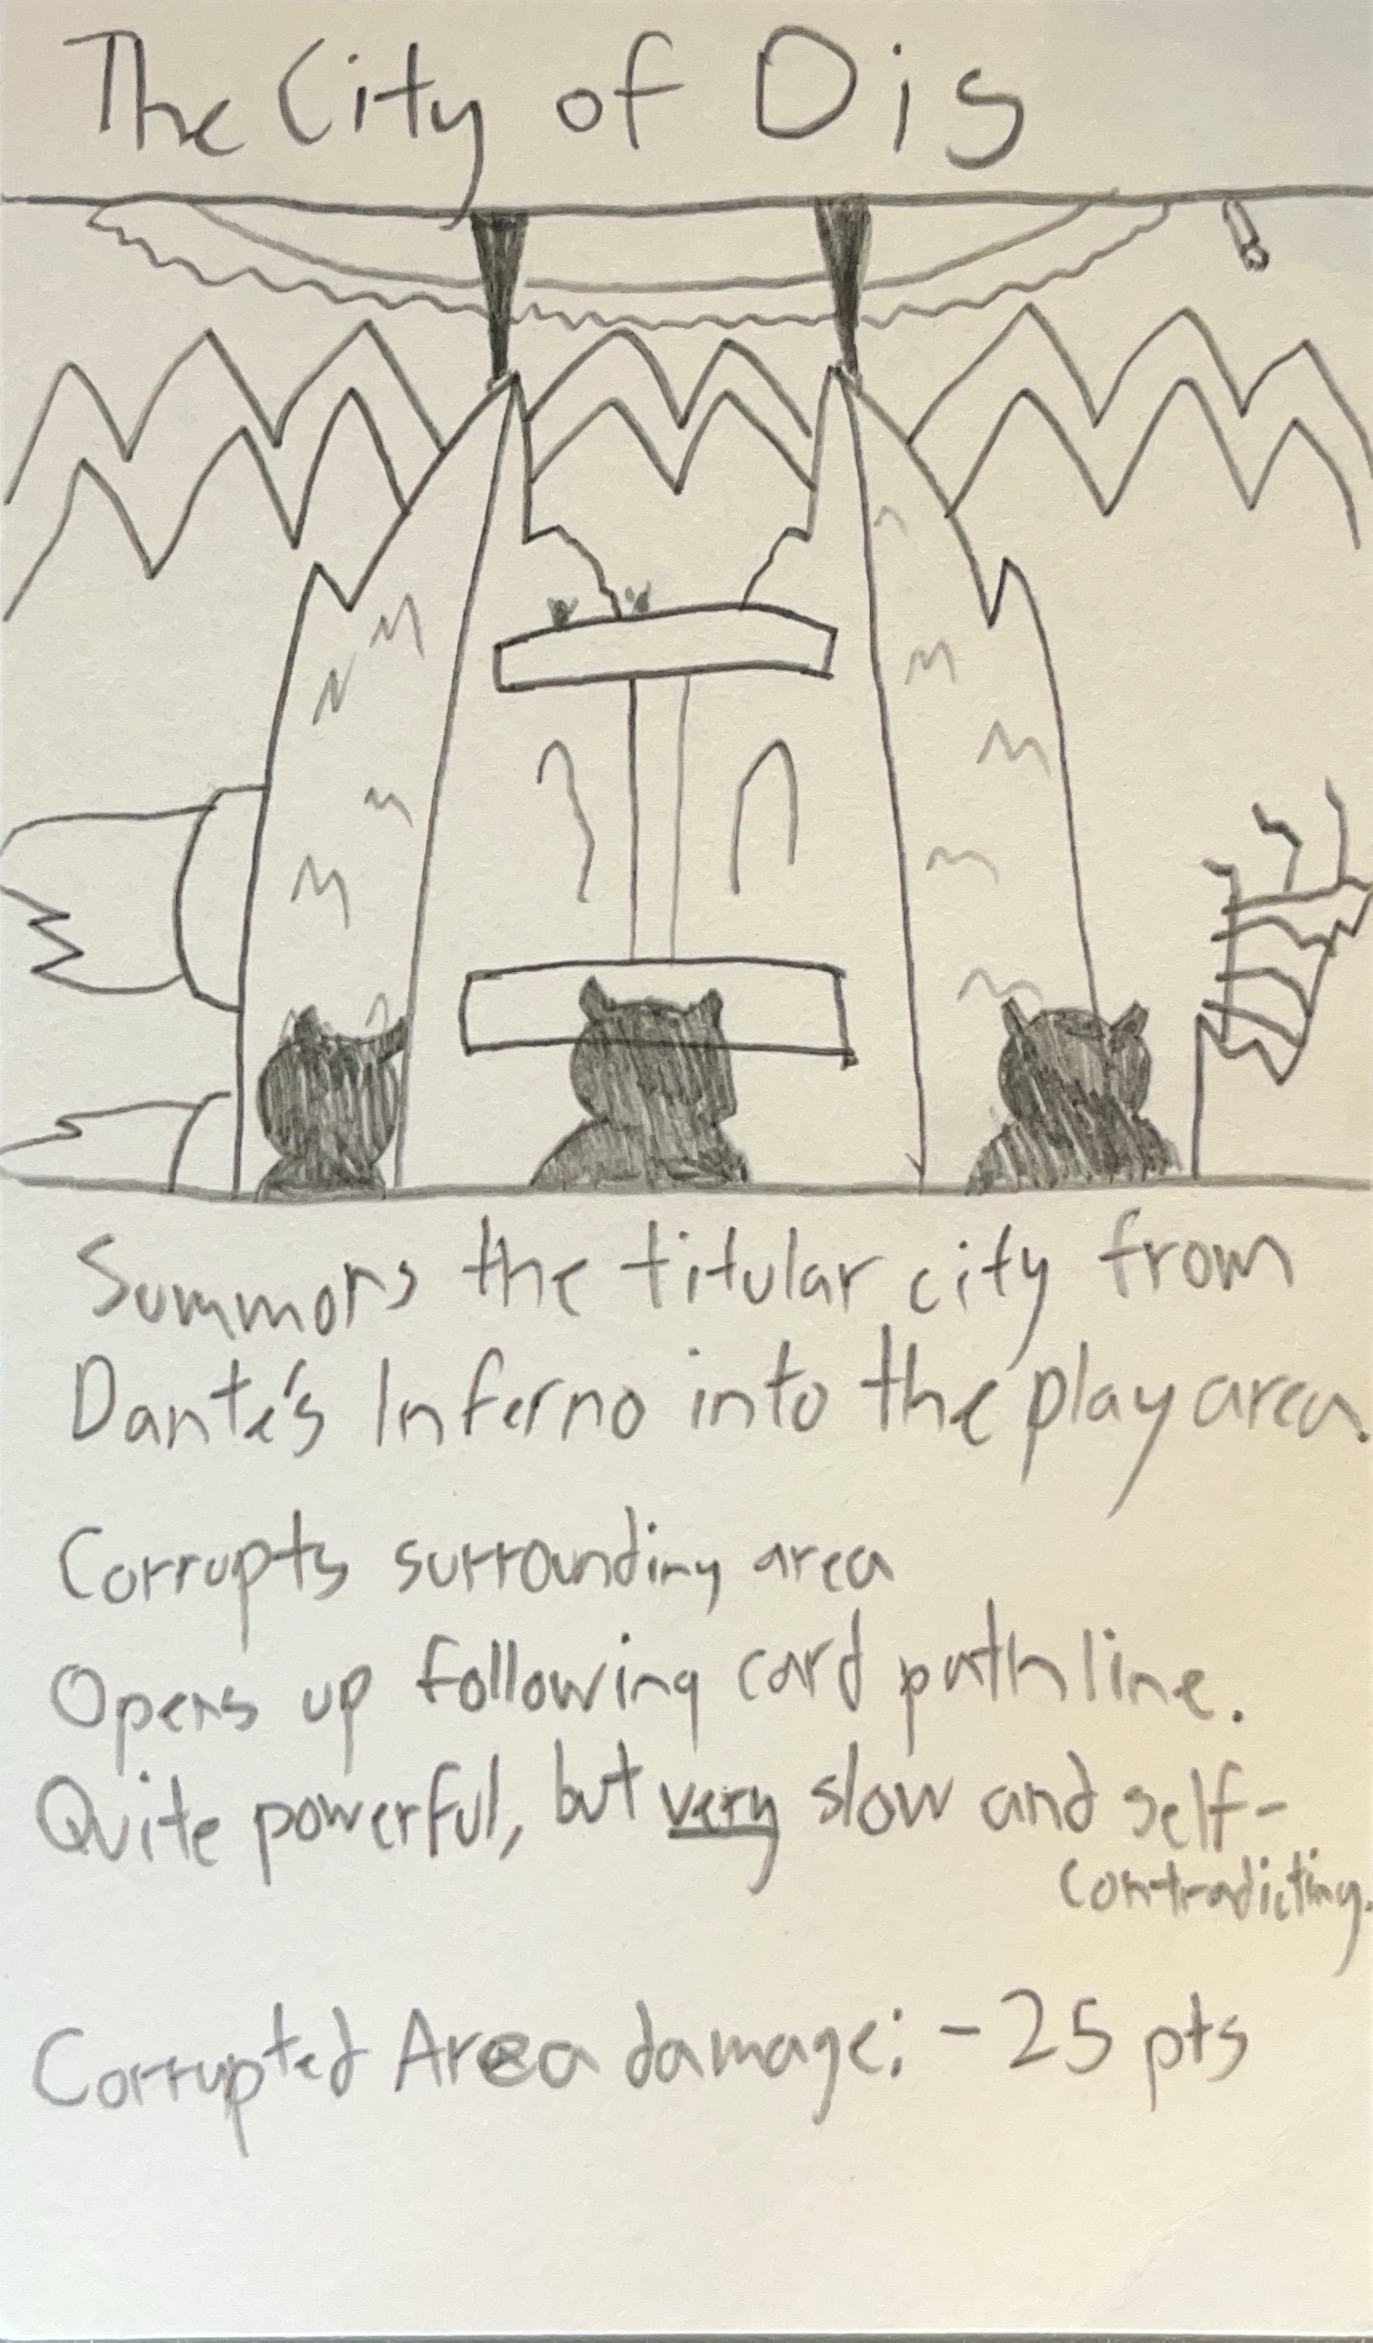 The City of Dis
Summons the titular city from
Dante's Inferno into the play area.
Corrupts surrounding area
Opens up following card path line.
Quite powerful, but very slow and self-
contradicting.
Corrupted Area damage: -25 pts